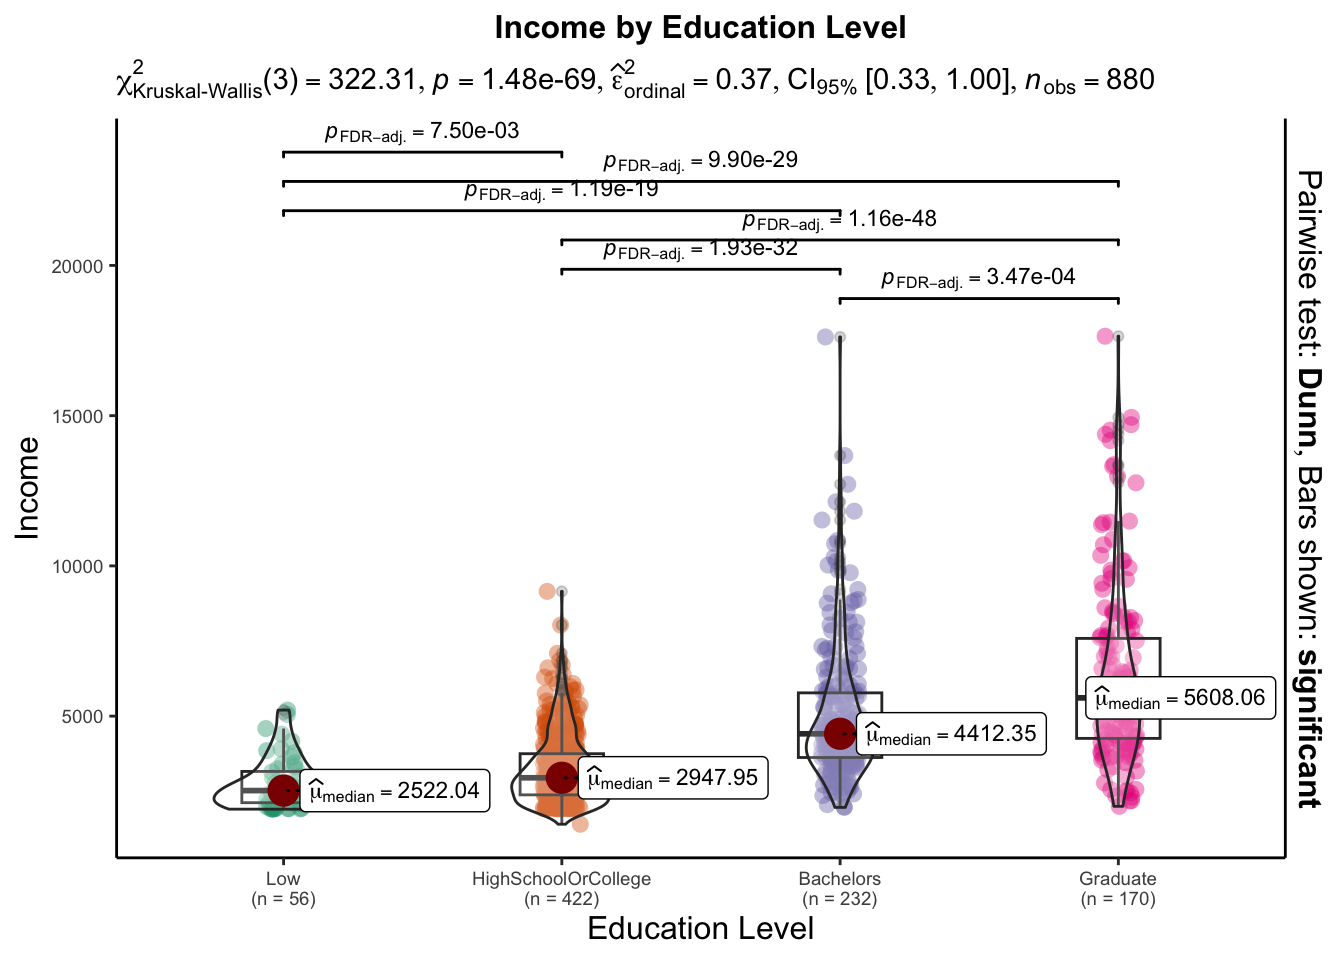 Income by Education Level
χ²Kruskal-Wallis(3) = 322.31, p = 1.48e-69, ε̂²ordinal = 0.37, CI95% [0.33, 1.00], nobs = 880
pFDR−adj. = 7.50e-03
pFDR−adj. = 9.90e-29
pFDR−adj. = 1.19e-19
pFDR−adj. = 1.16e-48
pFDR−adj. = 1.93e-32
pFDR−adj. = 3.47e-04
20000
15000
10000
5000
Income
μ̂median = 2522.04
μ̂median = 2947.95
μ̂median = 4412.35
μ̂median = 5608.06
Pairwise test: Dunn, Bars shown: significant
Low
(n = 56)
HighSchoolOrCollege
(n = 422)
Bachelors
(n = 232)
Graduate
(n = 170)
Education Level